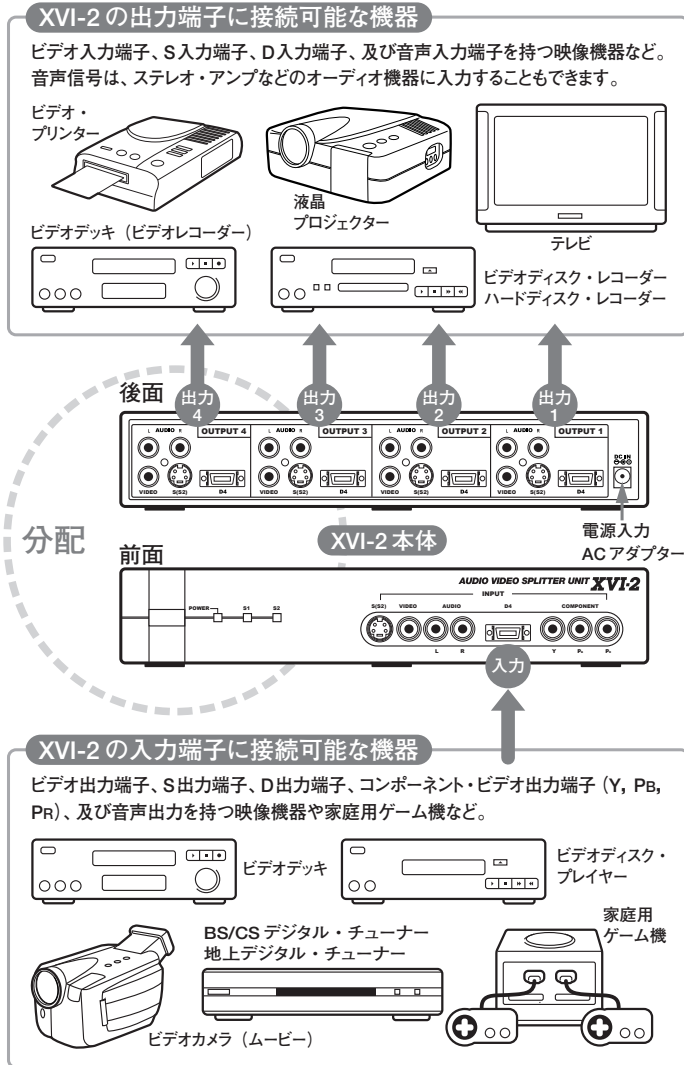 XVI-2の出力端子に接続可能な機器
ビデオ入力端子、S入力端子、D入力端子、及び音声入力端子を持つ映像機器など。
音声信号は、ステレオ・アンプなどのオーディオ機器に入力することもできます。
ビデオ・
プリンター
液晶
プロジェクター
テレビ
ビデオデッキ（ビデオレコーダー）
ビデオディスク・レコーダー
ハードディスク・レコーダー
後面
出力
4
出力
3
出力
2
出力
1
L AUDIO R OUTPUT 4 L AUDIO R OUTPUT 3 L AUDIO R OUTPUT 2 L AUDIO R OUTPUT 1
DC IN
VIDEO S(S2) D4 VIDEO S(S2) D4 VIDEO S(S2) D4 VIDEO S(S2) D4
分配
XVI-2本体
電源入力
ACアダプター
前面
AUDIO VIDEO SPLITTER UNIT XVI-2
INPUT
POWER S1 S2
S(S2) VIDEO AUDIO D4 COMPONENT
L R Y PB PR
入力
XVI-2の入力端子に接続可能な機器
ビデオ出力端子、S出力端子、D出力端子、コンポーネント・ビデオ出力端子（Y, PB,
PR）、及び音声出力を持つ映像機器や家庭用ゲーム機など。
ビデオデッキ
ビデオディスク・
プレイヤー
BS/CSデジタル・チューナー
地上デジタル・チューナー
家庭用
ゲーム機
ビデオカメラ（ムービー）